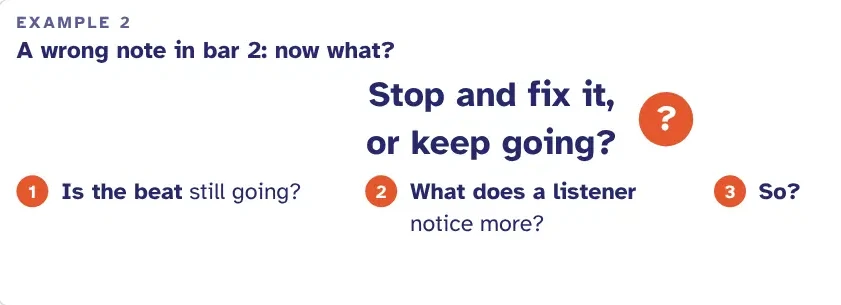 EXAMPLE 2
A wrong note in bar 2: now what?
Stop and fix it,
or keep going?
?
1 Is the beat still going?
2 What does a listener
notice more?
3 So?